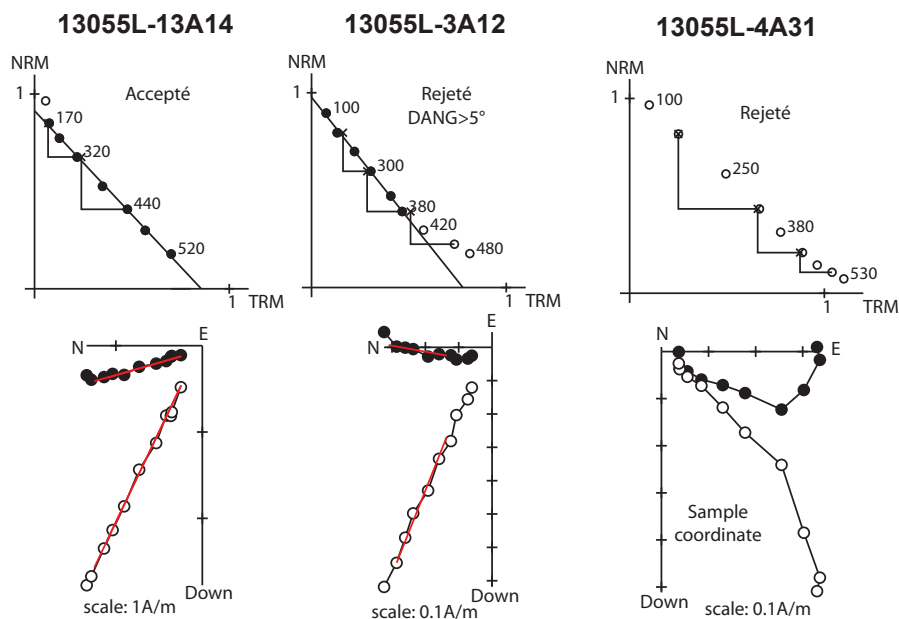 13055L-13A14
13055L-3A12
13055L-4A31
NRM
1
Accepté
170
320
440
520
1
TRM
NRM
1
Rejeté
DANG>5°
100
300
380
420
480
1
TRM
NRM
1
Rejeté
100
250
380
530
1
TRM
N
E
Down
scale: 1A/m
N
E
Down
scale: 0.1A/m
N
E
Sample
coordinate
Down
scale: 0.1A/m